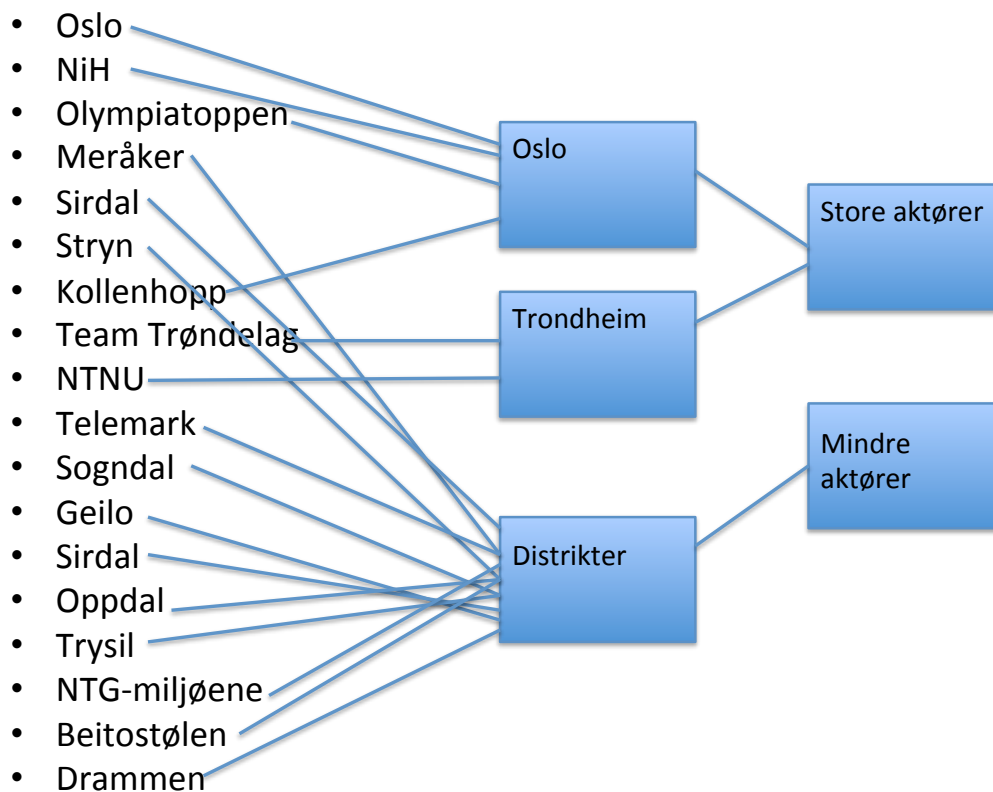 • Oslo
• NiH
• Olympiatoppen
• Meråker
• Sirdal
• Stryn
• Kollenhopp
• Team Trøndelag
• NTNU
• Telemark
• Sogndal
• Geilo
• Sirdal
• Oppdal
• Trysil
• NTG-miljøene
• Beitostølen
• Drammen
Oslo
Trondheim
Distrikter
Store aktører
Mindre
aktører